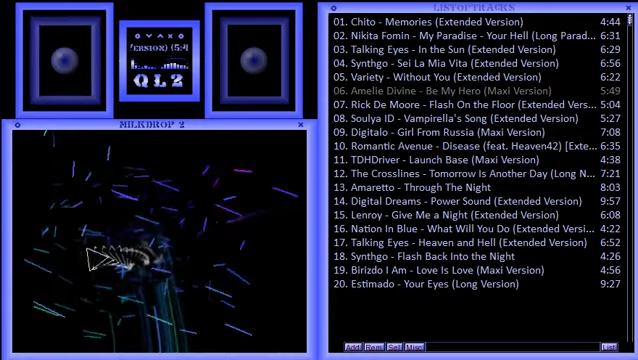 ERSION) (5:4
QL2
MILKDROP 2
LISTOFTRACKS
01. Chito - Memories (Extended Version) 4:44
02. Nikita Fomin - My Paradise - Your Hell (Long Parad... 6:31
03. Talking Eyes - In the Sun (Extended Version) 6:29
04. Synthgo - Sei La Mia Vita (Extended Version) 6:56
05. Variety - Without You (Extended Version) 6:22
06. Amelie Divine - Be My Hero (Maxi Version) 5:49
07. Rick De Moore - Flash On the Floor (Extended Vers... 5:04
08. Soulya ID - Vampirella's Song (Extended Version) 5:27
09. Digitalo - Girl From Russia (Maxi Version) 7:08
10. Romantic Avenue - Disease (feat. Heaven42) [Exte... 6:35
11. TDHDriver - Launch Base (Maxi Version) 4:38
12. The Crosslines - Tomorrow Is Another Day (Long N... 7:21
13. Amaretto - Through The Night 8:03
14. Digital Dreams - Power Sound (Extended Version) 9:57
15. Lenroy - Give Me a Night (Extended Version) 6:08
16. Nation In Blue - What Will You Do (Extended Versi... 4:22
17. Talking Eyes - Heaven and Hell (Extended Version) 6:52
18. Synthgo - Flash Back Into the Night 4:26
19. Birizdo I Am - Love Is Love (Maxi Version) 4:56
20. Estimado - Your Eyes (Long Version) 9:27
Add Rem Sel Misc List